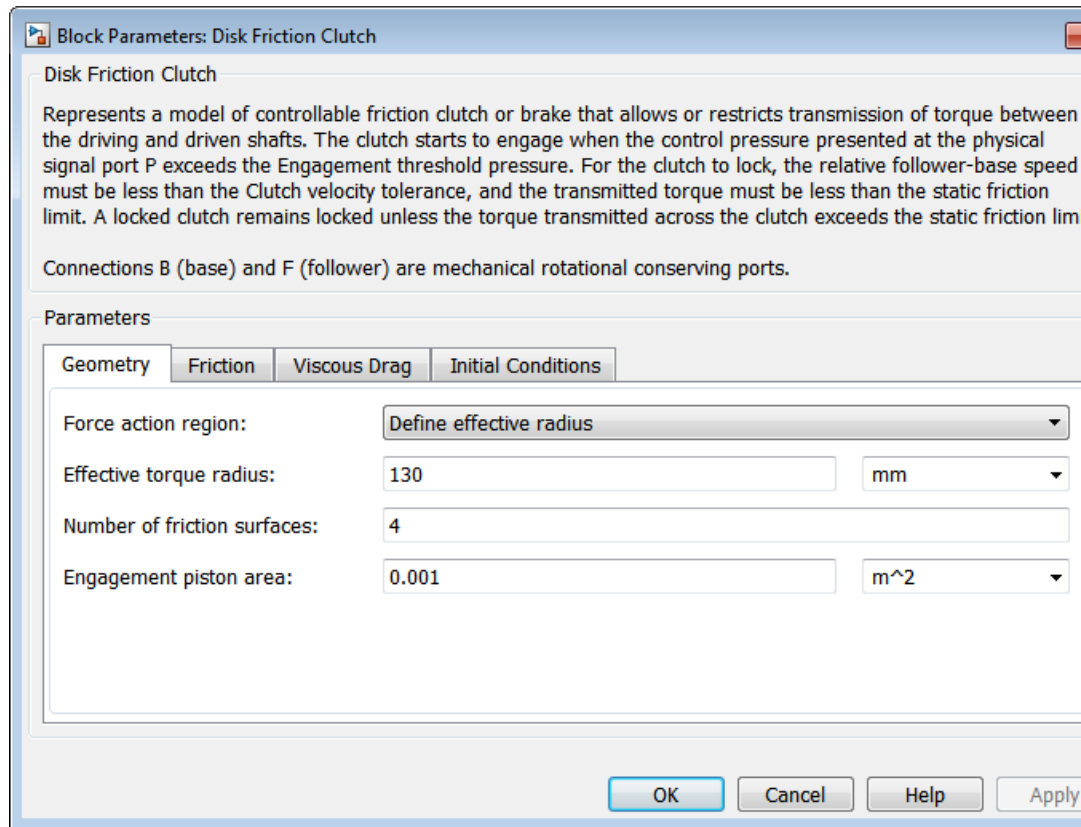 Block Parameters: Disk Friction Clutch
Disk Friction Clutch
Represents a model of controllable friction clutch or brake that allows or restricts transmission of torque between
the driving and driven shafts. The clutch starts to engage when the control pressure presented at the physical
signal port P exceeds the Engagement threshold pressure. For the clutch to lock, the relative follower-base speed
must be less than the Clutch velocity tolerance, and the transmitted torque must be less than the static friction
limit. A locked clutch remains locked unless the torque transmitted across the clutch exceeds the static friction
Connections B (base) and F (follower) are mechanical rotational conserving ports.
Parameters
Geometry Friction Viscous Drag Initial Conditions
Force action region: Define effective radius
Effective torque radius: 130 mm
Number of friction surfaces: 4
Engagement piston area: 0.001 m^2
OK Cancel Help Apply